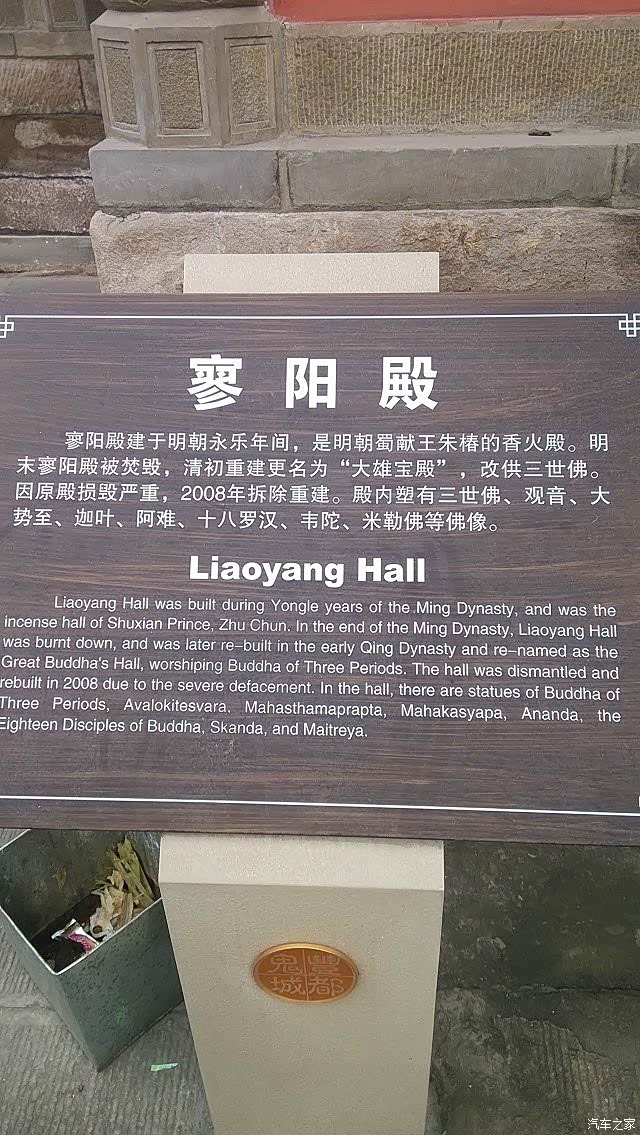 寥阳殿
寥阳殿建于明朝永乐年间，是明朝蜀献王朱椿的香火殿。明
末寥阳殿被焚毁，清初重建更名为“大雄宝殿”，改供三世佛。
因原殿损毁严重，2008年拆除重建。殿内塑有三世佛、观音、大
势至、迦叶、阿难、十八罗汉、韦陀、米勒佛等佛像。
Liaoyang Hall
Liaoyang Hall was built during Yongle years of the Ming Dynasty, and was the
incense hall of Shuxian Prince, Zhu Chun. In the end of the Ming Dynasty, Liaoyang Hall
was burnt down, and was later re-built in the early Qing Dynasty and re-named as the
Great Buddha's Hall, worshiping Buddha of Three Periods. The hall was dismantled and
rebuilt in 2008 due to the severe defacement. In the hall, there are statues of Buddha of
Three Periods, Avalokitesvara, Mahasthamaprapta, Mahakasyapa, Ananda, the
Eighteen Disciples of Buddha, Skanda, and Maitreya.
豐都
鬼城
汽车之家